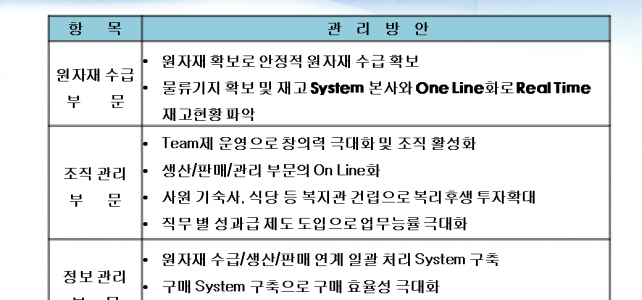 항 목 관 리 방 안
원자재 수급
부 문
• 원자재 확보로 안정적 원자재 수급 확보
• 물류기지 확보 및 재고 System 본사와 One Line화로 Real Time
재고현황 파악
조직 관리
부 문
• Team제 운영으로 창의력 극대화 및 조직 활성화
• 생산/판매/관리 부문의 On Line화
• 사원 기숙사, 식당 등 복지관 건립으로 복리후생 투자확대
• 직무 별 성과급 제도 도입으로 업무능률 극대화
정보 관리
부 문
• 원자재 수급/생산/판매 연계 일괄 처리 System 구축
• 구매 System 구축으로 구매 효율성 극대화